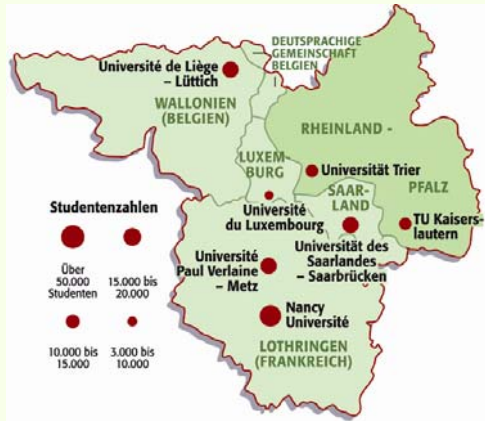 DEUTSPRACHIGE
GEMEINSCHAFT
BELGIEN
Université de Liège
– Lüttich
WALLONIEN
(BELGIEN)
RHEINLAND -
PFALZ
LUXEM-
BURG
Universität Trier
SAAR-
LAND
Université
du Luxembourg
TU Kaisers-
lautern
Universität des
Saarlandes
– Saarbrücken
Université
Paul Verlaine
– Metz
Nancy
Université
LOTHRINGEN
(FRANKREICH)
Studentenzahlen
Über
50.000
Studenten
15.000 bis
20.000
10.000 bis
15.000
3.000 bis
10.000